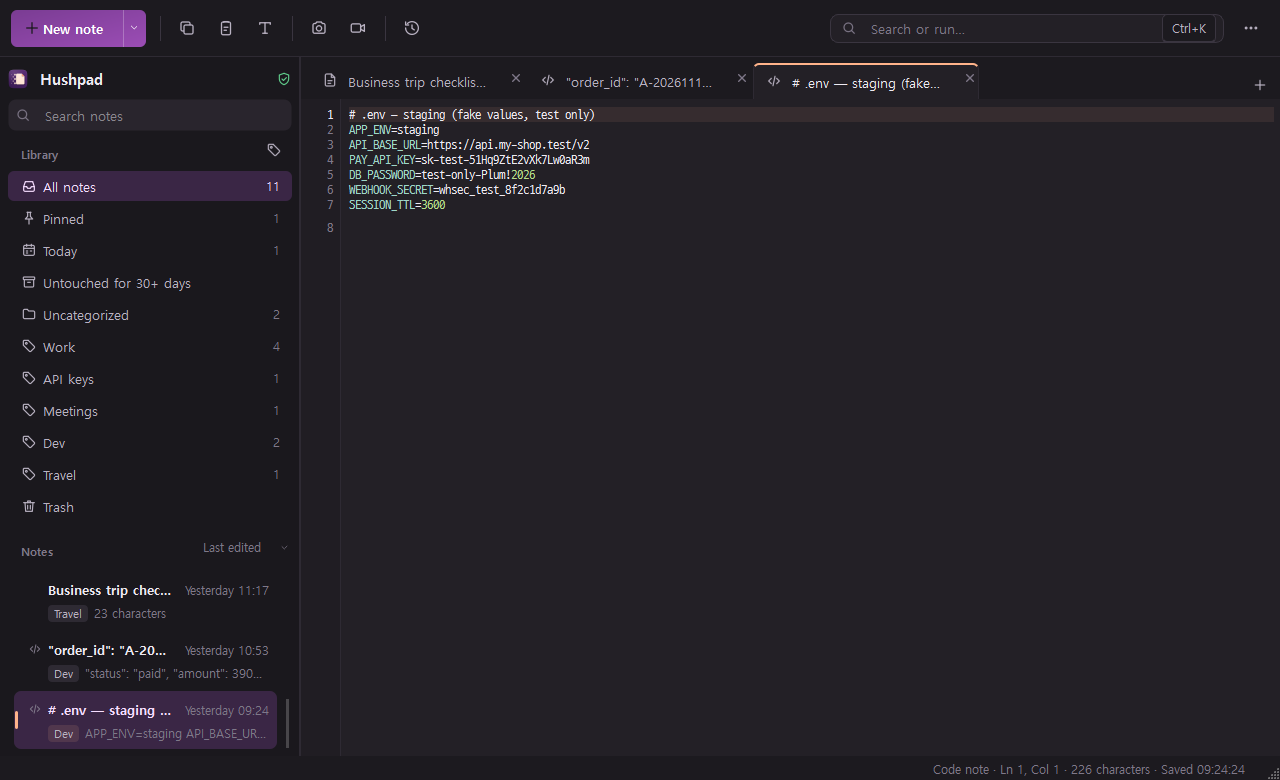 New note
Search or run...
Ctrl+K
Hushpad
Search notes
Library
All notes 11
Pinned 1
Today 1
Untouched for 30+ days
Uncategorized 2
Work 4
API keys 1
Meetings 1
Dev 2
Travel 1
Trash
Notes Last edited
Business trip chec... Yesterday 11:17
Travel 23 characters
"order_id": "A-20... Yesterday 10:53
Dev "status": "paid", "amount": 390...
# .env — staging ... Yesterday 09:24
Dev APP_ENV=staging API_BASE_UR...
Business trip checklis...
"order_id": "A-2026111...
# .env — staging (fake...
1 # .env — staging (fake values, test only)
2 APP_ENV=staging
3 API_BASE_URL=https://api.my-shop.test/v2
4 PAY_API_KEY=sk-test-51Hq9ZtE2vXk7Lw0aR3m
5 DB_PASSWORD=test-only-Plum!2026
6 WEBHOOK_SECRET=whsec_test_8f2c1d7a9b
7 SESSION_TTL=3600
8
Code note · Ln 1, Col 1 · 226 characters · Saved 09:24:24